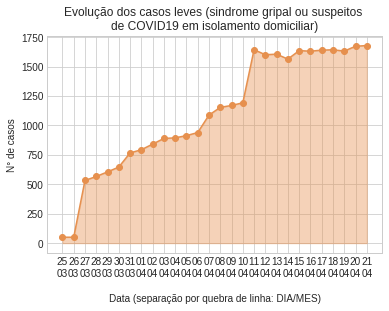 Evolução dos casos leves (sindrome gripal ou suspeitos
de COVID19 em isolamento domiciliar)
1750
1500
1250
1000
750
500
250
0
N° de casos
25 26 27 28 29 30 31 01 02 03 04 05 06 07 08 09 10 11 12 13 14 15 16 17 18 19 20 21
03 03 03 03 03 03 03 04 04 04 04 04 04 04 04 04 04 04 04 04 04 04 04 04 04 04 04 04
Data (separação por quebra de linha: DIA/MES)